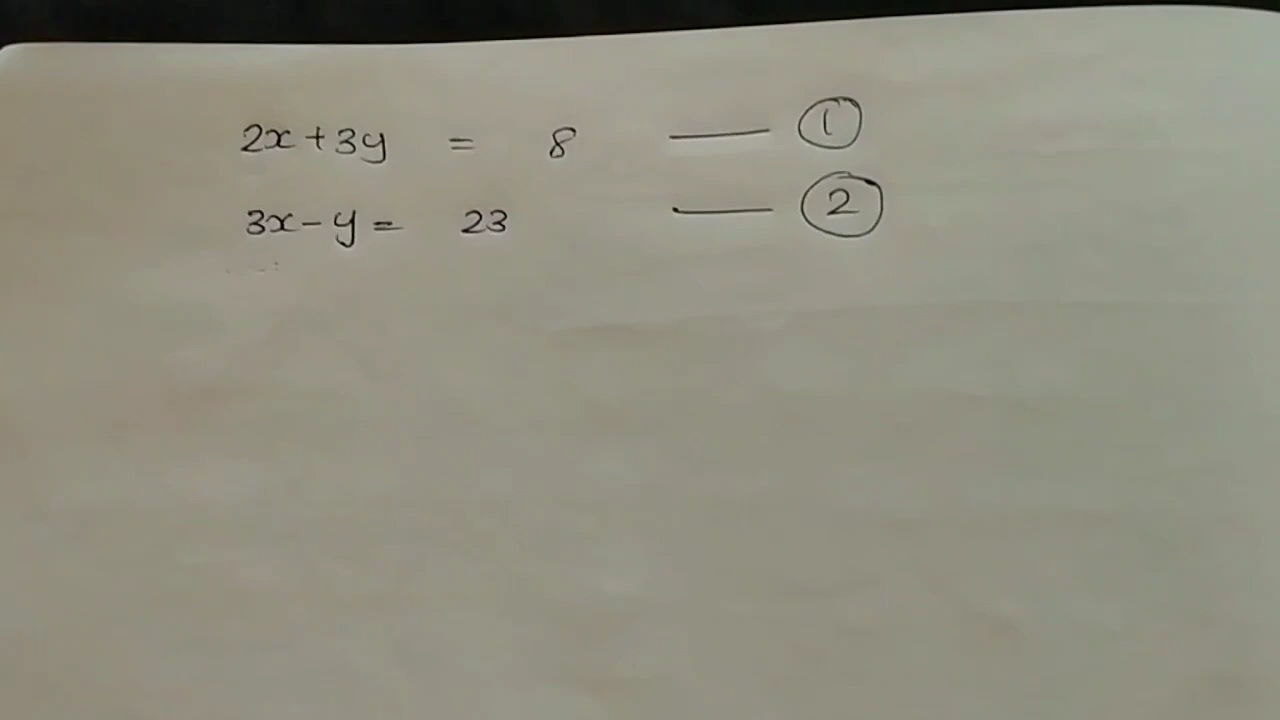 2x + 3y = 8 —— ①
3x - y = 23 —— ②